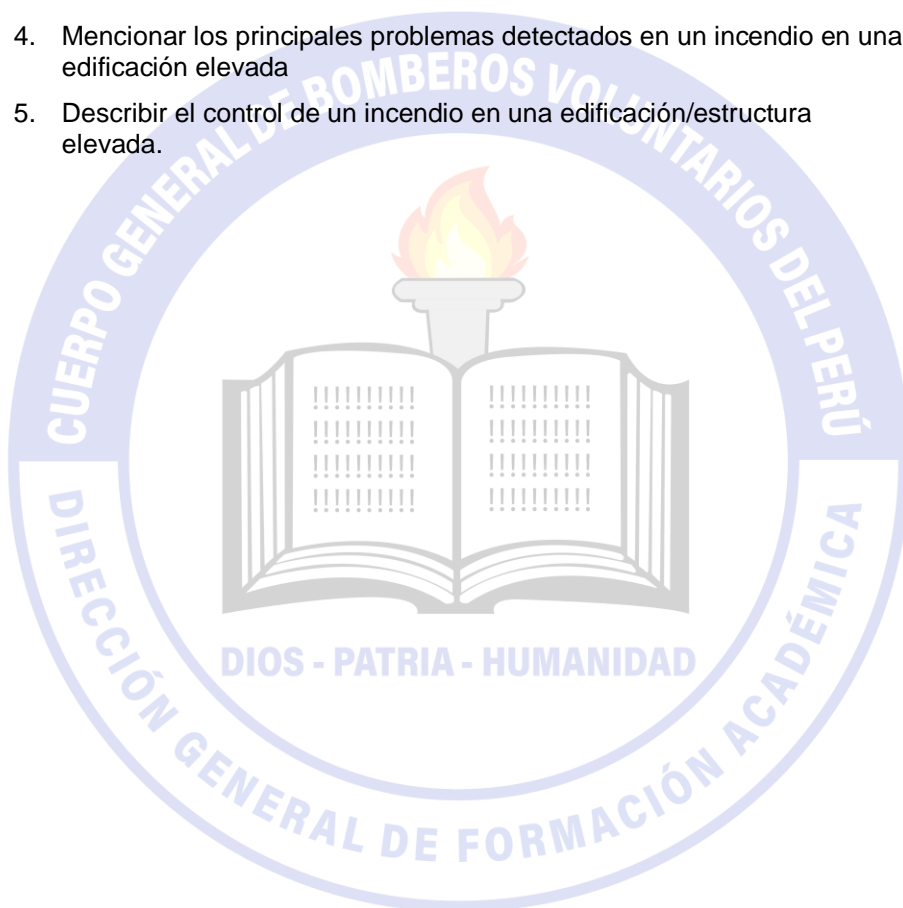 4. Mencionar los principales problemas detectados en un incendio en una
edificación elevada
5. Describir el control de un incendio en una edificación/estructura
elevada.
CUERPO GENERAL DE BOMBEROS VOLUNTARIOS DEL PERÚ
!!!!!!!!!! !!!!!!!!!!
!!!!!!!!!! !!!!!!!!!!
!!!!!!!!!! !!!!!!!!!!
!!!!!!!!!! !!!!!!!!!!
DIOS - PATRIA - HUMANIDAD
DIRECCIÓN GENERAL DE FORMACIÓN ACADÉMICA